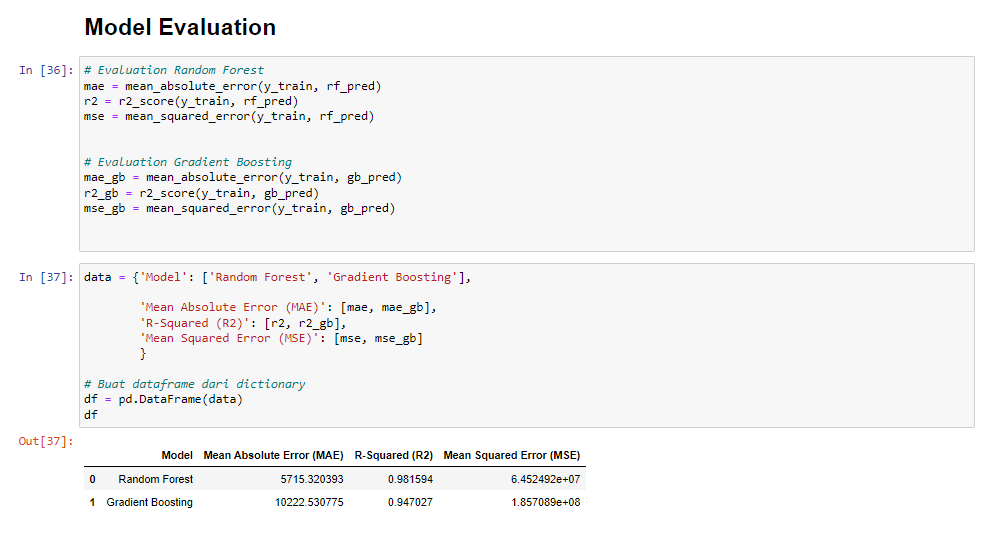 Model Evaluation
In [36]: # Evaluation Random Forest
mae = mean_absolute_error(y_train, rf_pred)
r2 = r2_score(y_train, rf_pred)
mse = mean_squared_error(y_train, rf_pred)
# Evaluation Gradient Boosting
mae_gb = mean_absolute_error(y_train, gb_pred)
r2_gb = r2_score(y_train, gb_pred)
mse_gb = mean_squared_error(y_train, gb_pred)
In [37]: data = {'Model': ['Random Forest', 'Gradient Boosting'],
'Mean Absolute Error (MAE)': [mae, mae_gb],
'R-Squared (R2)': [r2, r2_gb],
'Mean Squared Error (MSE)': [mse, mse_gb]
}
# Buat dataframe dari dictionary
df = pd.DataFrame(data)
df
Out[37]:
Model Mean Absolute Error (MAE) R-Squared (R2) Mean Squared Error (MSE)
0 Random Forest 5715.320393 0.981594 6.452492e+07
1 Gradient Boosting 10222.530775 0.947027 1.857089e+08